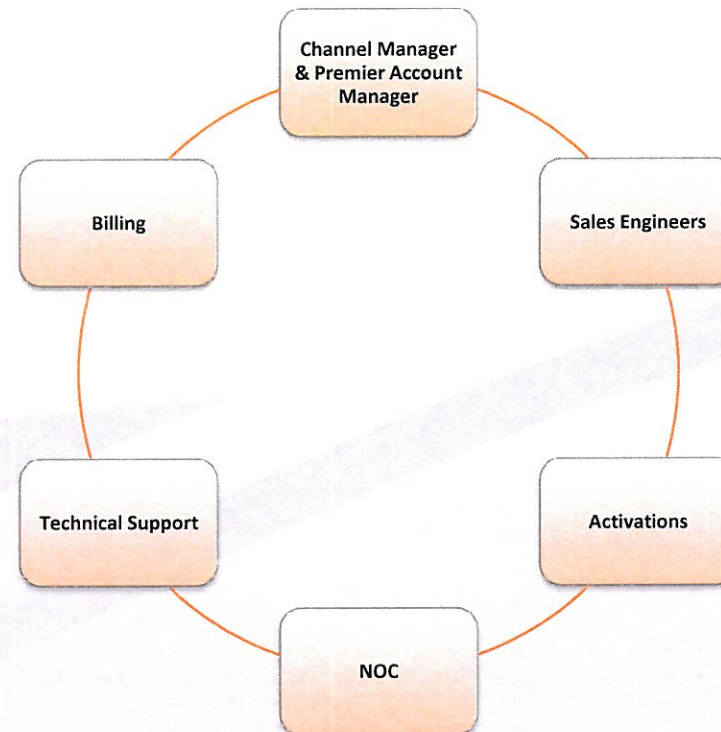 Channel Manager
& Premier Account
Manager
Billing
Sales Engineers
Technical Support
Activations
NOC